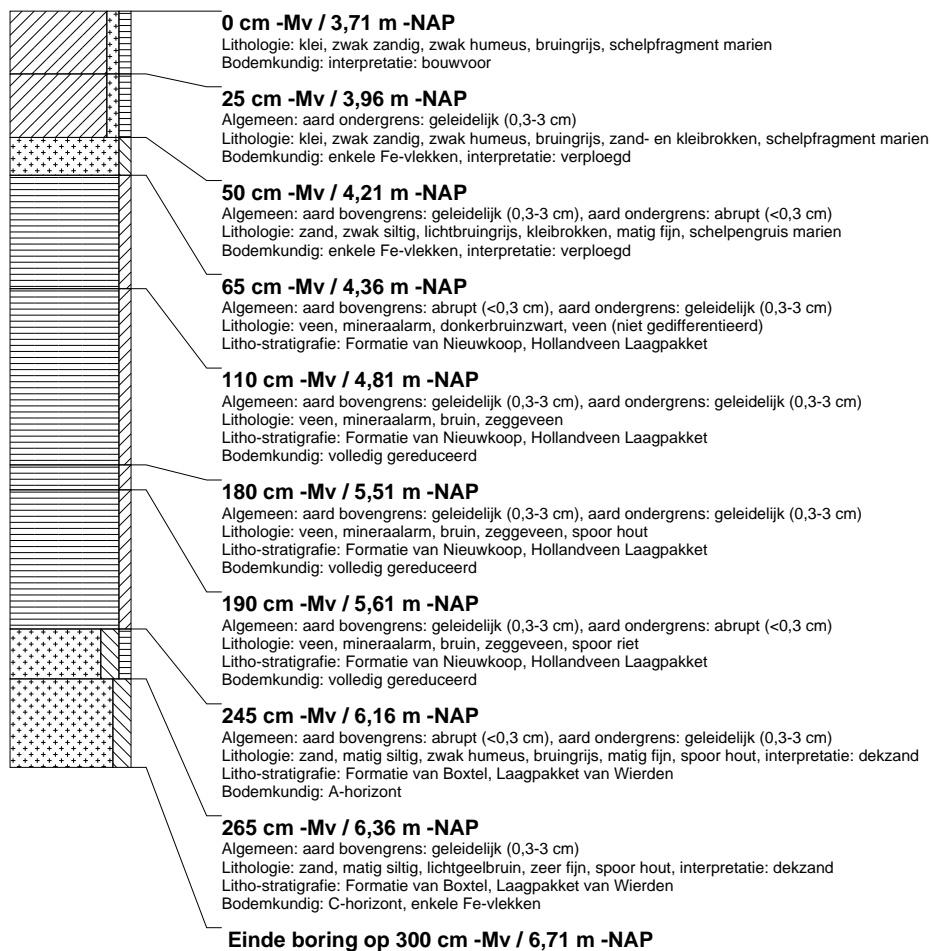 0 cm -Mv / 3,71 m -NAP
Lithologie: klei, zwak zandig, zwak humeus, bruingrijs, schelpfragment marien
Bodemkundig: interpretatie: bouwvoor
25 cm -Mv / 3,96 m -NAP
Algemeen: aard ondergrens: geleidelijk (0,3-3 cm)
Lithologie: klei, zwak zandig, zwak humeus, bruingrijs, zand- en kleibrokken, schelpfragment marien
Bodemkundig: enkele Fe-vlekken, interpretatie: verploegd
50 cm -Mv / 4,21 m -NAP
Algemeen: aard bovengrens: geleidelijk (0,3-3 cm), aard ondergrens: abrupt (<0,3 cm)
Lithologie: zand, zwak siltig, lichtbruingrijs, kleibrokken, matig fijn, schelpengruis marien
Bodemkundig: enkele Fe-vlekken, interpretatie: verploegd
65 cm -Mv / 4,36 m -NAP
Algemeen: aard bovengrens: abrupt (<0,3 cm), aard ondergrens: geleidelijk (0,3-3 cm)
Lithologie: veen, mineraalarm, donkerbruinzwart, veen (niet gedifferentieerd)
Litho-stratigrafie: Formatie van Nieuwkoop, Hollandveen Laagpakket
110 cm -Mv / 4,81 m -NAP
Algemeen: aard bovengrens: geleidelijk (0,3-3 cm), aard ondergrens: geleidelijk (0,3-3 cm)
Lithologie: veen, mineraalarm, bruin, zeggeveen
Litho-stratigrafie: Formatie van Nieuwkoop, Hollandveen Laagpakket
Bodemkundig: volledig gereduceerd
180 cm -Mv / 5,51 m -NAP
Algemeen: aard bovengrens: geleidelijk (0,3-3 cm), aard ondergrens: geleidelijk (0,3-3 cm)
Lithologie: veen, mineraalarm, bruin, zeggeveen, spoor hout
Litho-stratigrafie: Formatie van Nieuwkoop, Hollandveen Laagpakket
Bodemkundig: volledig gereduceerd
190 cm -Mv / 5,61 m -NAP
Algemeen: aard bovengrens: geleidelijk (0,3-3 cm), aard ondergrens: abrupt (<0,3 cm)
Lithologie: veen, mineraalarm, bruin, zeggeveen, spoor riet
Litho-stratigrafie: Formatie van Nieuwkoop, Hollandveen Laagpakket
Bodemkundig: volledig gereduceerd
245 cm -Mv / 6,16 m -NAP
Algemeen: aard bovengrens: abrupt (<0,3 cm), aard ondergrens: geleidelijk (0,3-3 cm)
Lithologie: zand, matig siltig, zwak humeus, bruingrijs, matig fijn, spoor hout, interpretatie: dekzand
Litho-stratigrafie: Formatie van Boxtel, Laagpakket van Wierden
Bodemkundig: A-horizont
265 cm -Mv / 6,36 m -NAP
Algemeen: aard bovengrens: geleidelijk (0,3-3 cm)
Lithologie: zand, matig siltig, lichtgeelbruin, zeer fijn, spoor hout, interpretatie: dekzand
Litho-stratigrafie: Formatie van Boxtel, Laagpakket van Wierden
Bodemkundig: C-horizont, enkele Fe-vlekken
Einde boring op 300 cm -Mv / 6,71 m -NAP